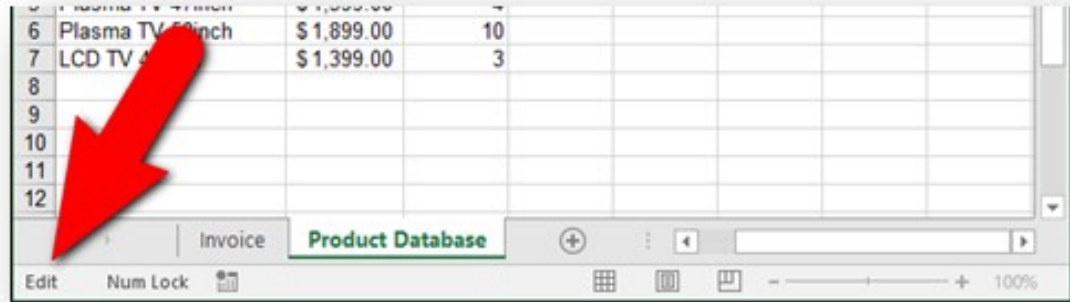 6 Plasma TV inch $1,899.00 10
7 LCD TV $1,399.00 3
8
9
10
11
12
Invoice Product Database
Edit Num Lock 100%